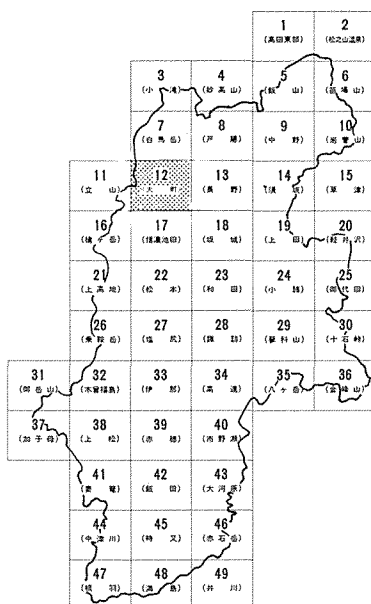 1 2
(高田東部) (松之山温泉)
3 4 5 6
(小滝) (妙高山) (飯山) (苗場山)
7 8 9 10
(白馬岳) (戸隠) (中野) (岩菅山)
11 12 13 14 15
(立山) (大町) (長野) (須坂) (草津)
16 17 18 19 20
(槍ヶ岳) (信濃池田) (坂城) (上田) (軽井沢)
21 22 23 24 25
(上高地) (松本) (和田) (小諸) (御代田)
26 27 28 29 30
(乗鞍岳) (塩尻) (諏訪) (蓼科山) (十石峠)
31 32 33 34 35 36
(御岳山) (木曽福島) (伊那) (高遠) (八ヶ岳) (金峰山)
37 38 39 40
(加子母) (上松) (赤穂) (市野瀬)
41 42 43
(妻篭) (飯田) (大河原)
44 45 46
(中津川) (時又) (赤石岳)
47 48 49
(根羽) (満島) (井川)